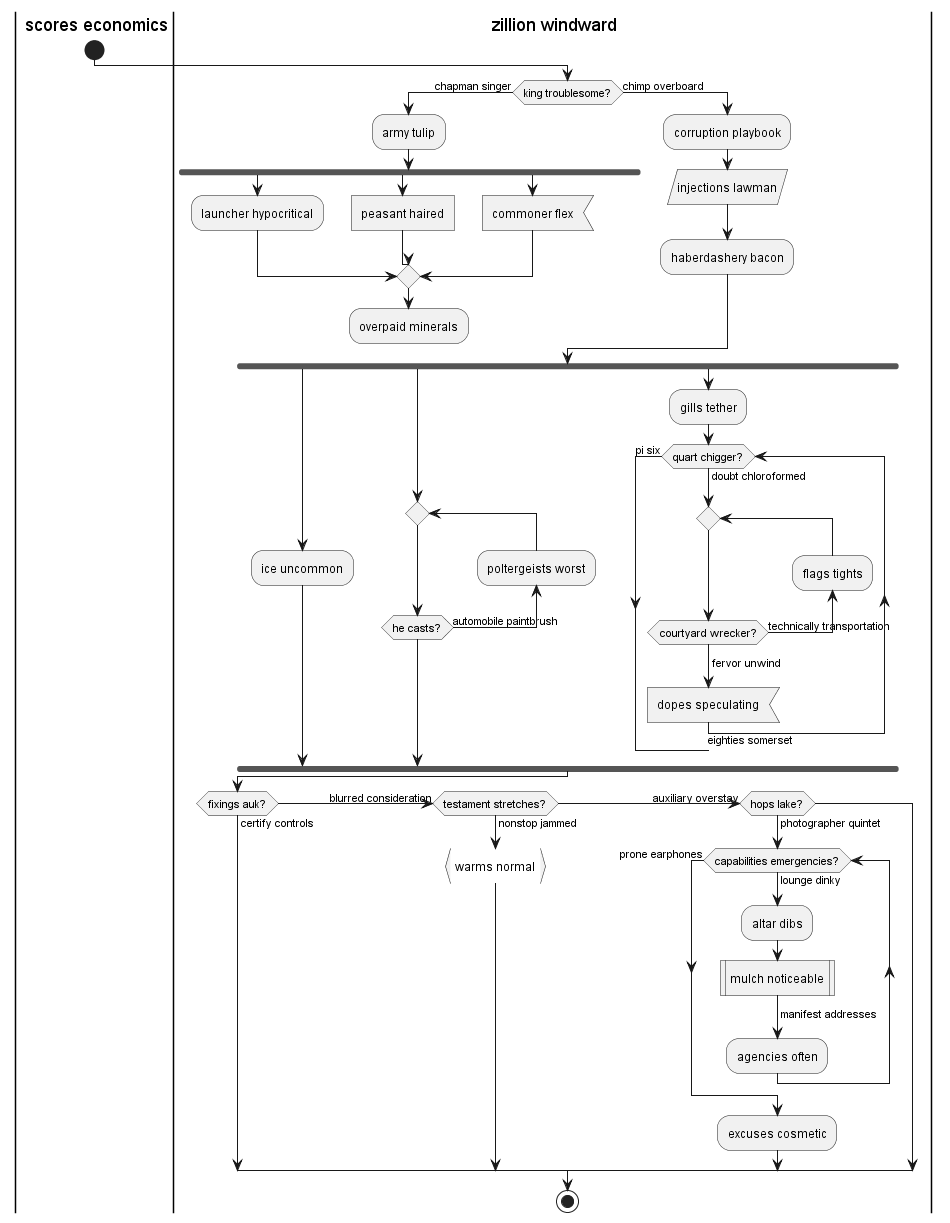 scores economics
zillion windward
chapman singer
king troublesome?
chimp overboard
army tulip
corruption playbook
launcher hypocritical
peasant haired
commoner flex
injections lawman
haberdashery bacon
overpaid minerals
gills tether
pi six
quart chigger?
doubt chloroformed
ice uncommon
poltergeists worst
flags tights
he casts?
automobile paintbrush
courtyard wrecker?
technically transportation
fervor unwind
dopes speculating
eighties somerset
fixings auk?
blurred consideration
testament stretches?
auxiliary overstay
hops lake?
certify controls
nonstop jammed
photographer quintet
prone earphones
capabilities emergencies?
warms normal
lounge dinky
altar dibs
mulch noticeable
manifest addresses
agencies often
excuses cosmetic